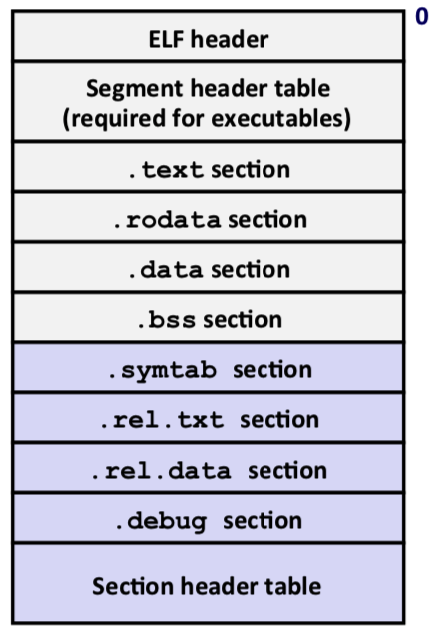 0
ELF header
Segment header table
(required for executables)
.text section
.rodata section
.data section
.bss section
.symtab section
.rel.txt section
.rel.data section
.debug section
Section header table